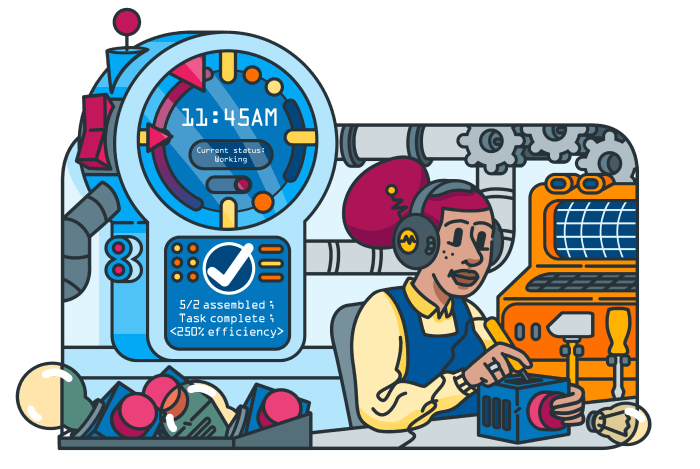 11:45AM
Current status:
Working
5/2 assembled ;
Task complete ;
<250% efficiency>